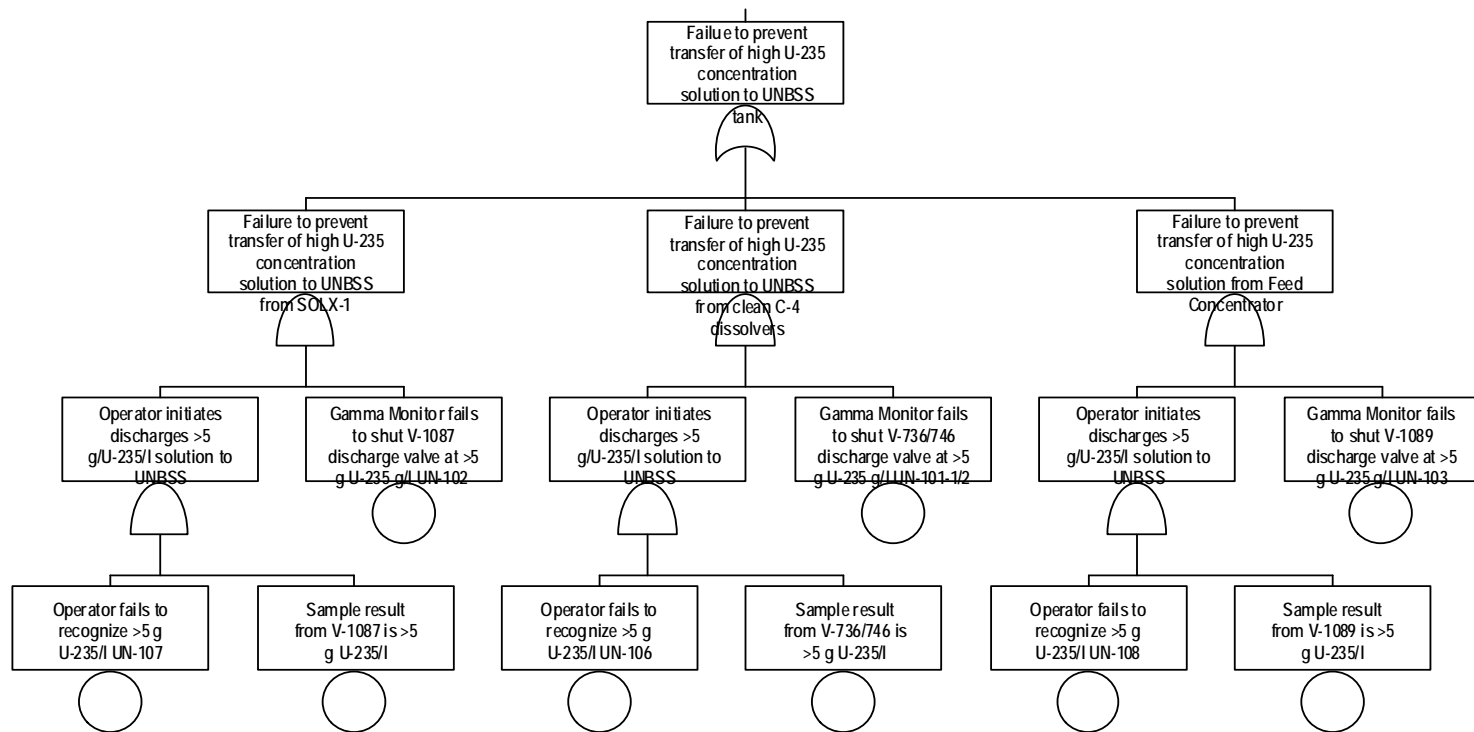 Failue to prevent
transfer of high U-235
concentration
solution to UNBSS
tank
Failure to prevent
transfer of high U-235
concentration
solution to UNBSS
from SOLX-1
Failure to prevent
transfer of high U-235
concentration
solution to UNBSS
from clean C-4
dissolvers
Failure to prevent
transfer of high U-235
concentration
solution from Feed
Concentrator
Operator initiates
discharges >5
g/U-235/l solution to
UNBSS
Gamma Monitor fails
to shut V-1087
discharge valve at >5
g U-235 g/l UN-102
Operator initiates
discharges >5
g/U-235/l solution to
UNBSS
Gamma Monitor fails
to shut V-736/746
discharge valve at >5
g U-235 g/l UN-101-1/2
Operator initiates
discharges >5
g/U-235/l solution to
UNBSS
Gamma Monitor fails
to shut V-1089
discharge valve at >5
g U-235 g/l UN-103
Operator fails to
recognize >5 g
U-235/l UN-107
Sample result
from V-1087 is >5
g U-235/l
Operator fails to
recognize >5 g
U-235/l UN-106
Sample result
from V-736/746 is
>5 g U-235/l
Operator fails to
recognize >5 g
U-235/l UN-108
Sample result
from V-1089 is >5
g U-235/l